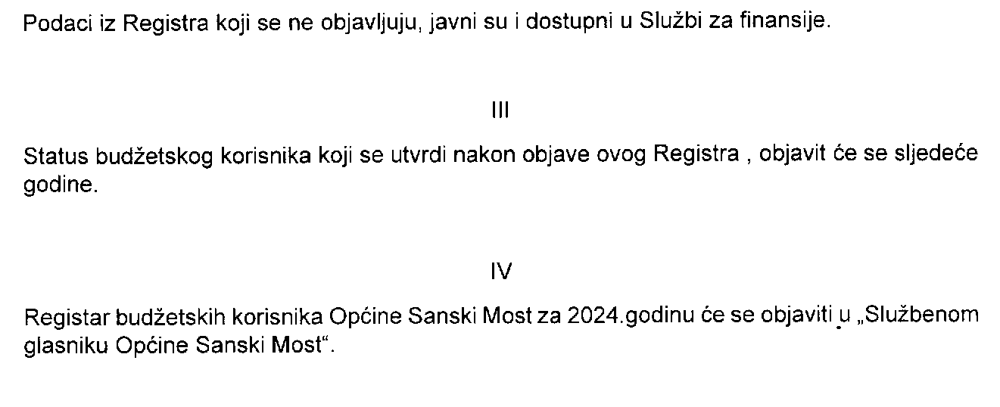 Podaci iz Registra koji se ne objavljuju, javni su i dostupni u Službi za finansije.
III
Status budžetskog korisnika koji se utvrdi nakon objave ovog Registra , objavit će se sljedeće
godine.
IV
Registar budžetskih korisnika Općine Sanski Most za 2024.godinu će se objaviti u „Službenom
glasniku Općine Sanski Most“.